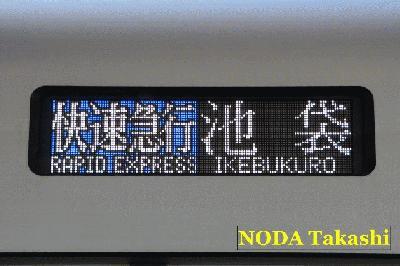 快速急行 池 袋
RAPID EXPRESS IKEBUKURO
NODA Takashi